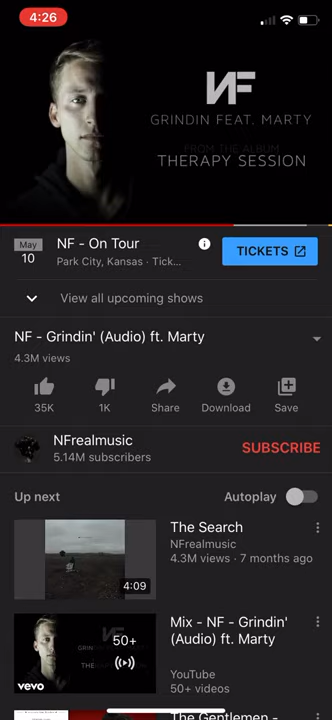 4:26
NF
GRINDIN FEAT. MARTY
FROM THE ALBUM
THERAPY SESSION
May
10
NF - On Tour
Park City, Kansas · Tick...
TICKETS
View all upcoming shows
NF - Grindin' (Audio) ft. Marty
4.3M views
35K
1K
Share
Download
Save
NFrealmusic
5.14M subscribers
SUBSCRIBE
Up next
Autoplay
The Search
NFrealmusic
4.3M views · 7 months ago
4:09
Mix - NF - Grindin'
(Audio) ft. Marty
YouTube
50+ videos
50+
vevo
The Gentlemen -